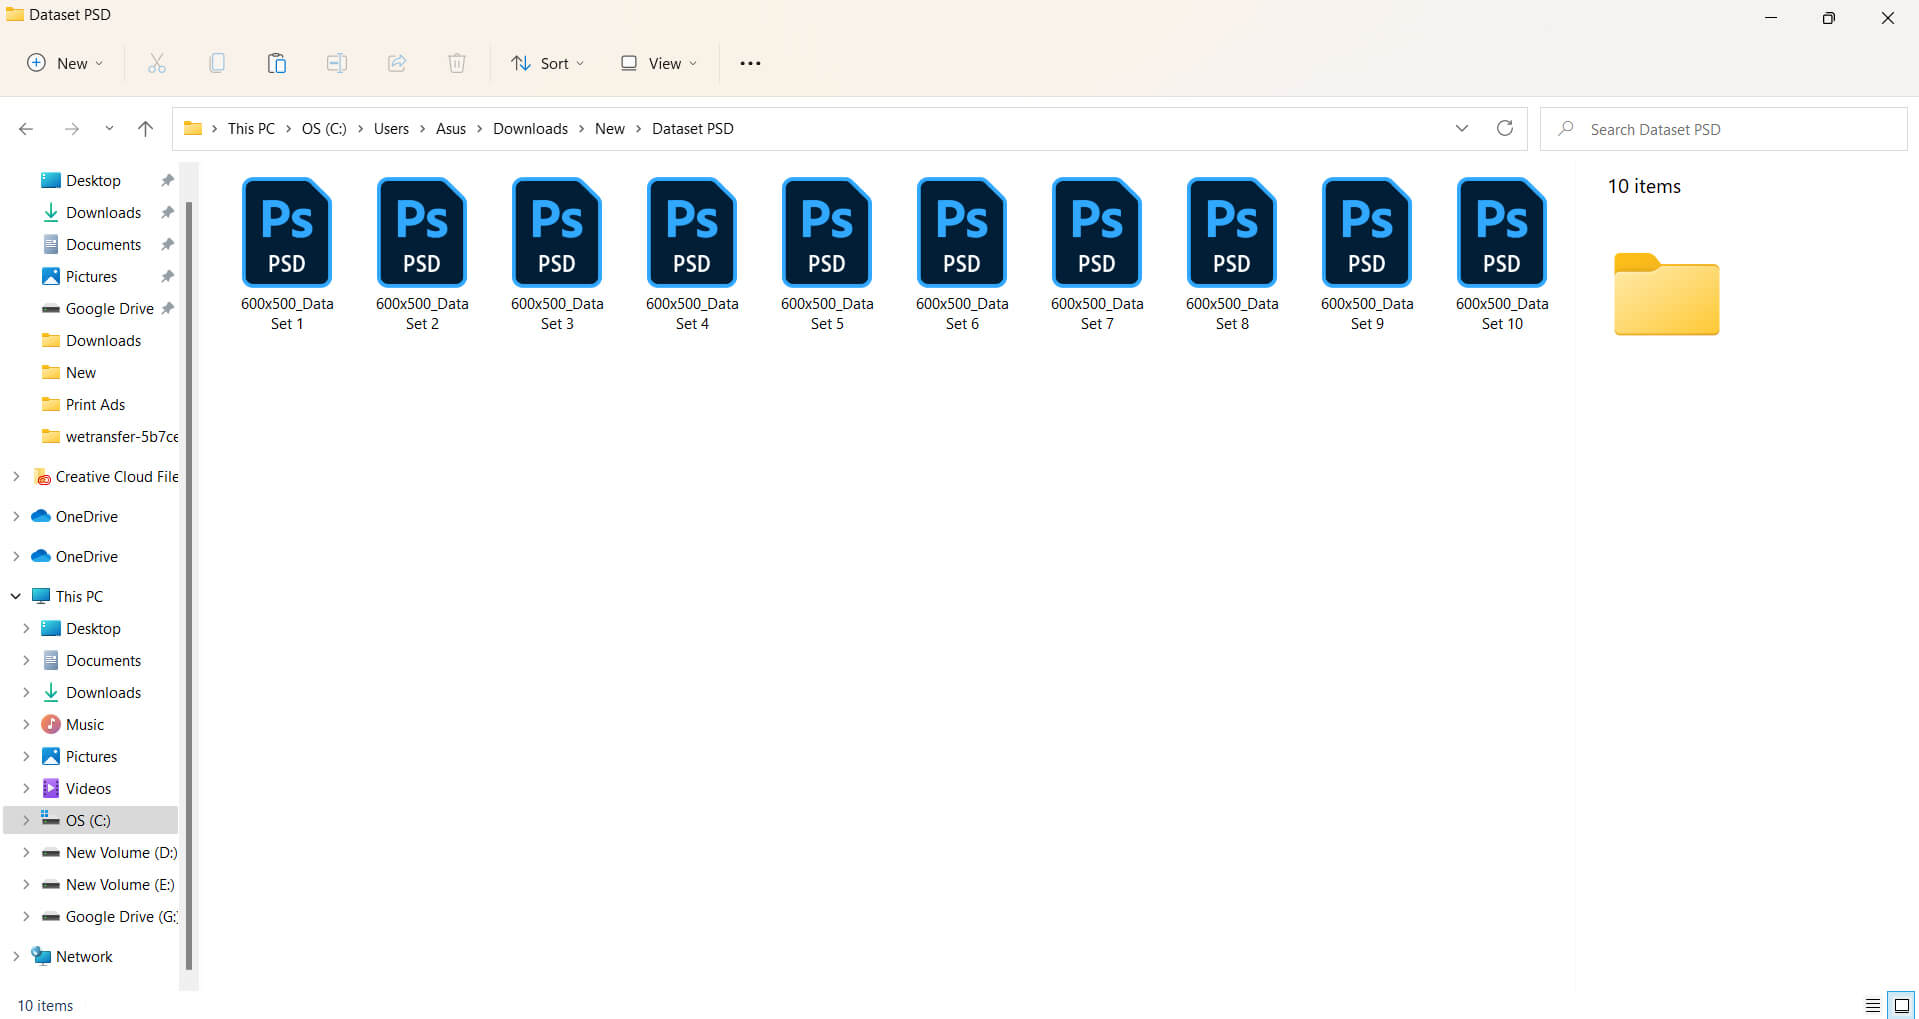 Dataset PSD
New
Sort
View
This PC > OS (C:) > Users > Asus > Downloads > New > Dataset PSD
Search Dataset PSD
Desktop
Downloads
Documents
Pictures
Google Drive
Downloads
New
Print Ads
wetransfer-5b7ce
Creative Cloud File
OneDrive
OneDrive
This PC
Desktop
Documents
Downloads
Music
Pictures
Videos
OS (C:)
New Volume (D:)
New Volume (E:)
Google Drive (G:)
Network
Ps Ps Ps Ps Ps Ps Ps Ps Ps Ps
PSD PSD PSD PSD PSD PSD PSD PSD PSD PSD
600x500_Data 600x500_Data 600x500_Data 600x500_Data 600x500_Data 600x500_Data 600x500_Data 600x500_Data 600x500_Data 600x500_Data
Set 1 Set 2 Set 3 Set 4 Set 5 Set 6 Set 7 Set 8 Set 9 Set 10
10 items
10 items